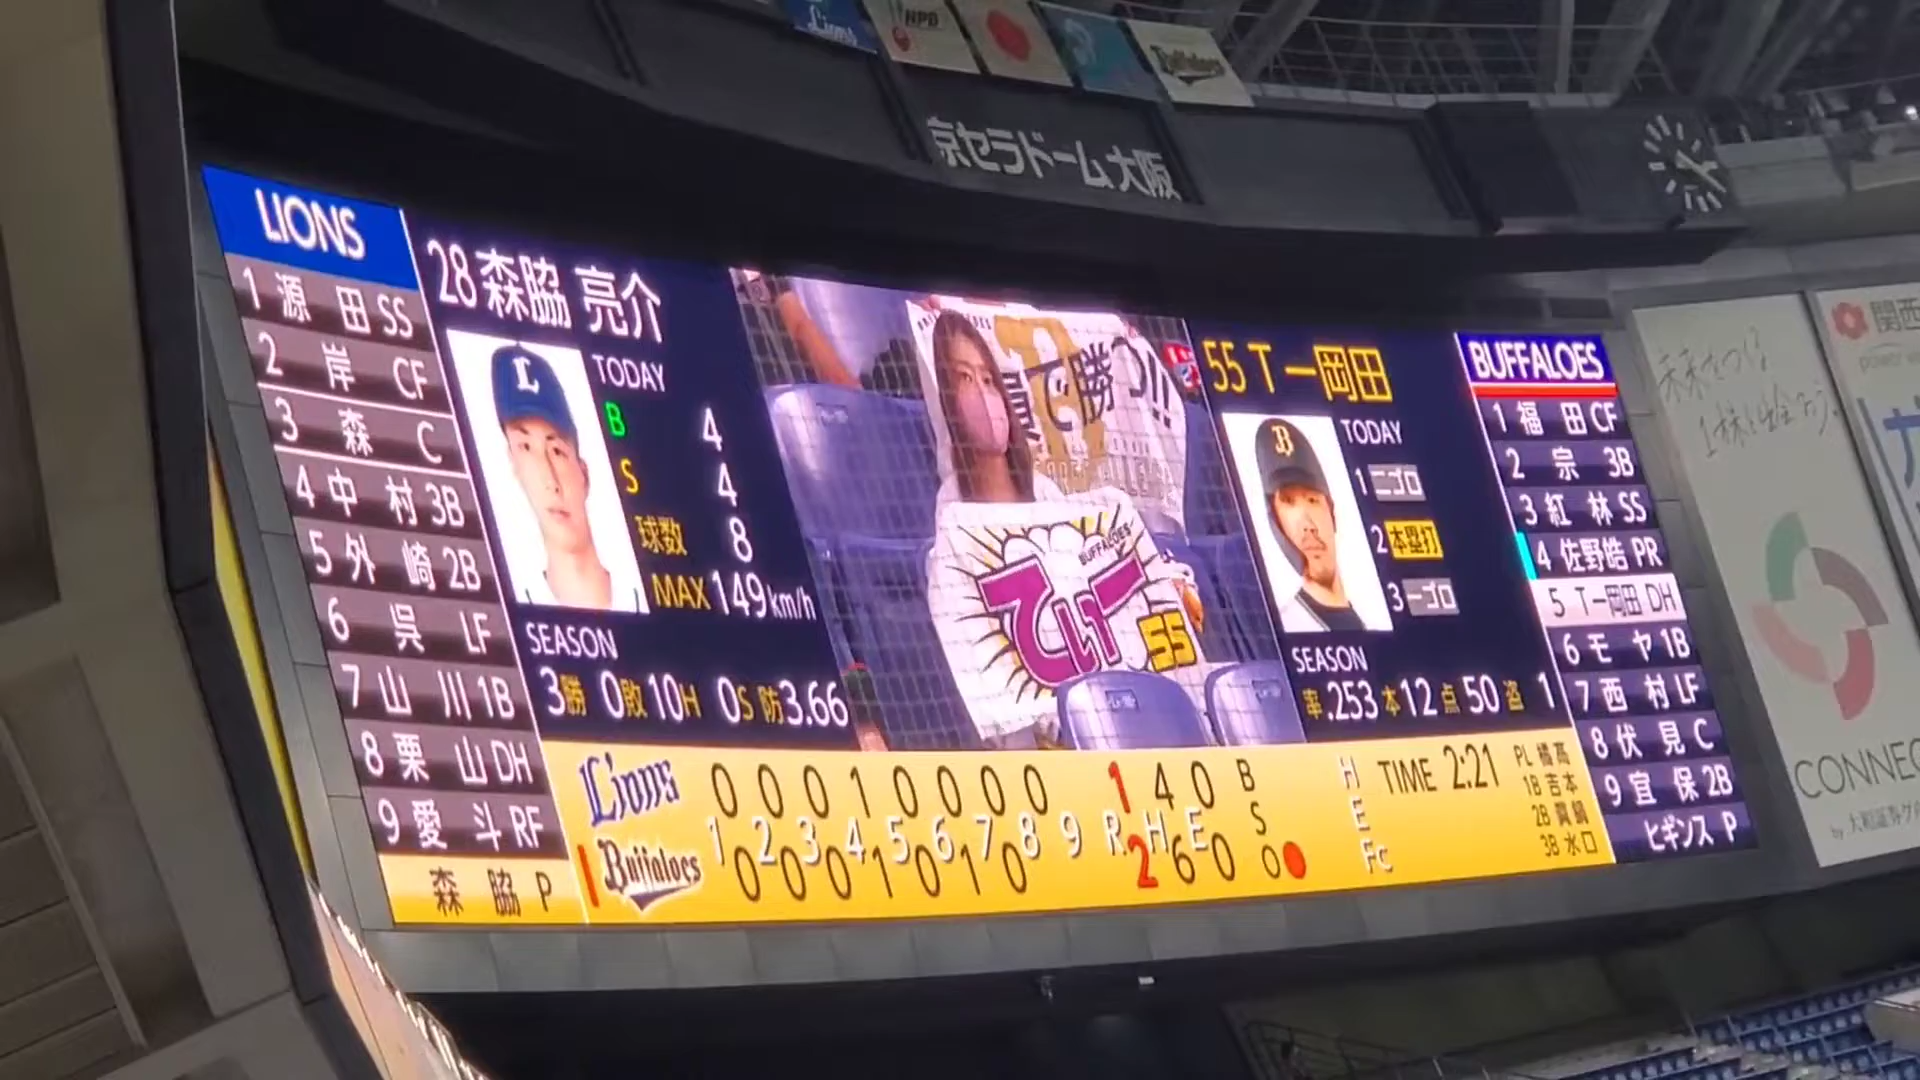 Lions
NPB
Buffaloes
京セラドーム大阪
LIONS
1 源 田 SS
2 岸 CF
3 森 C
4 中 村 3B
5 外 崎 2B
6 呉 LF
7 山 川 1B
8 栗 山 DH
9 愛 斗 RF
森 脇 P
28 森脇 亮介
TODAY
B 4
S 4
球数 8
MAX 149km/h
SEASON
3勝 0敗 10H 0S 防3.66
で勝つ!!
BUFFALOES
てぃー
55
55 T－岡田
TODAY
1 ニゴロ
2 本塁打
3 一ゴロ
SEASON
率.253 本12 点50 盗 1
BUFFALOES
1 福 田 CF
2 宗 3B
3 紅 林 SS
4 佐野皓 PR
5 T－岡田 DH
6 モ ヤ 1B
7 西 村 LF
8 伏 見 C
9 宜 保 2B
ヒギンス P
Lions 0 0 0 1 0 0 0 0 1 4 0
1 2 3 4 5 6 7 8 9 R H E
Buffaloes 0 0 0 1 0 1 0 2 6 0
B
S
O
H
E
Fc
TIME 2:21
PL 橘髙
1B 吉本
2B 眞鍋
3B 水口
関西
CONNEC